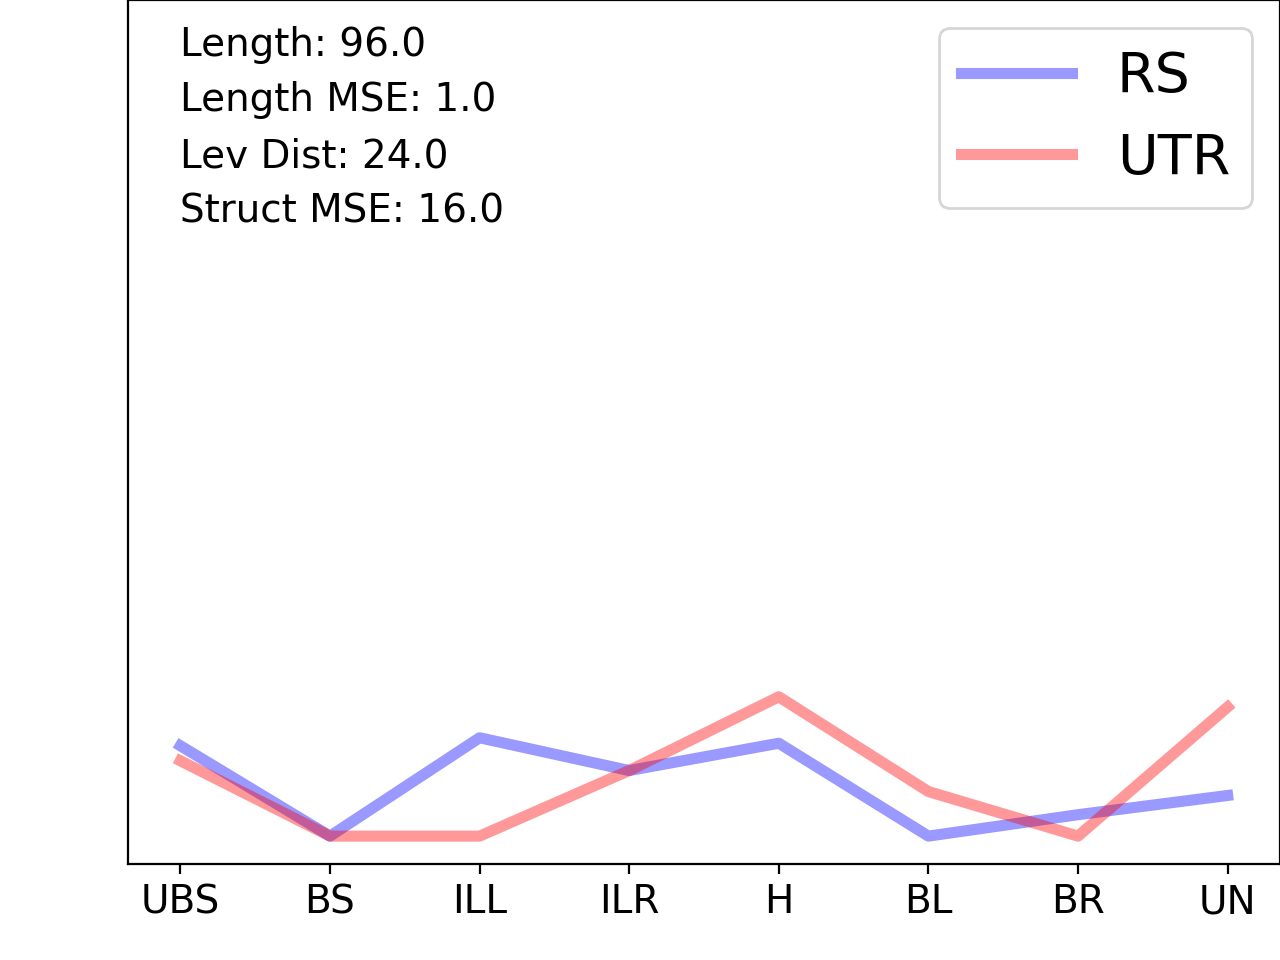 Length: 96.0
Length MSE: 1.0
Lev Dist: 24.0
Struct MSE: 16.0
RS
UTR
UBS BS ILL ILR H BL BR UN